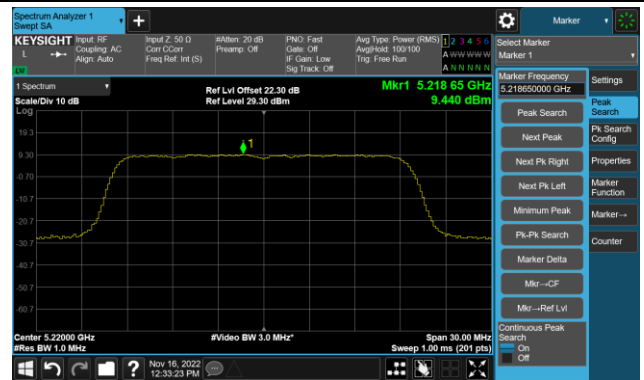 Spectrum Analyzer 1
Swept SA
Marker
KEYSIGHT
L
Input: RF
Coupling: AC
Align: Auto
Input Z: 50 Ω
Corr CCorr
Freq Ref: Int (S)
#Atten: 20 dB
Preamp: Off
PNO: Fast
Gate: Off
IF Gain: Low
Sig Track: Off
Avg Type: Power (RMS)
Avg|Hold: 100/100
Trig: Free Run
1 2 3 4 5 6
A W W W W W
A N N N N N
Select Marker
Marker 1
1 Spectrum
Scale/Div 10 dB
Log
Ref Lvl Offset 22.30 dB
Ref Level 29.30 dBm
Mkr1 5.218 65 GHz
9.440 dBm
19.3
9.30
-0.70
-10.7
-20.7
-30.7
-40.7
-50.7
-60.7
1
Center 5.22000 GHz
#Res BW 1.0 MHz
#Video BW 3.0 MHz*
Span 30.00 MHz
Sweep 1.00 ms (201 pts)
Marker Frequency
5.218650000 GHz
Peak Search
Next Peak
Next Pk Right
Next Pk Left
Minimum Peak
Pk-Pk Search
Marker Delta
Mkr→CF
Mkr→Ref Lvl
Continuous Peak
Search
On
Off
Settings
Peak
Search
Pk Search
Config
Properties
Marker
Function
Marker→
Counter
?
Nov 16, 2022
12:33:23 PM